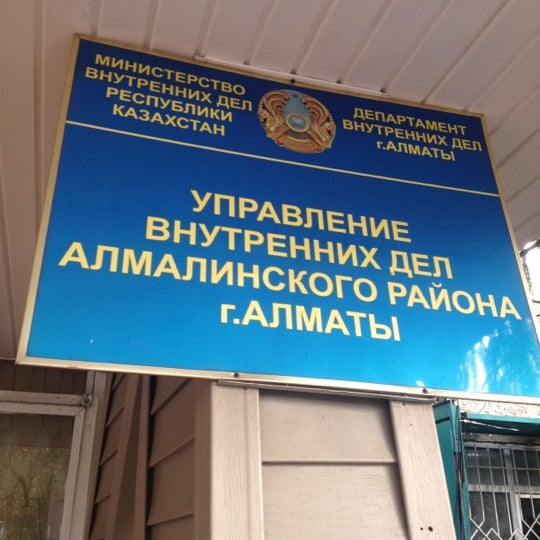 МИНИСТЕРСТВО
ВНУТРЕННИХ ДЕЛ
РЕСПУБЛИКИ
КАЗАХСТАН
ДЕПАРТАМЕНТ
ВНУТРЕННИХ ДЕЛ
г.АЛМАТЫ
УПРАВЛЕНИЕ
ВНУТРЕННИХ ДЕЛ
АЛМАЛИНСКОГО РАЙОНА
г.АЛМАТЫ